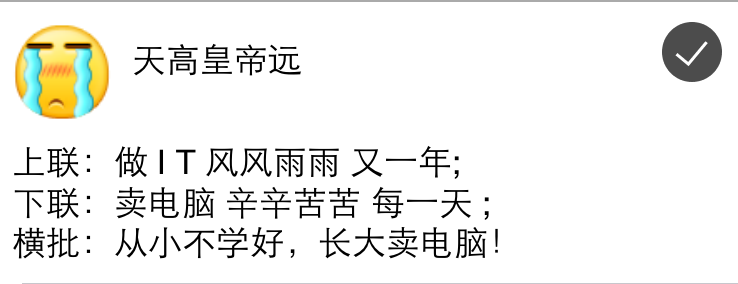 天高皇帝远
上联：做 I T 风风雨雨 又一年;
下联：卖电脑 辛辛苦苦 每一天 ;
横批：从小不学好，长大卖电脑！